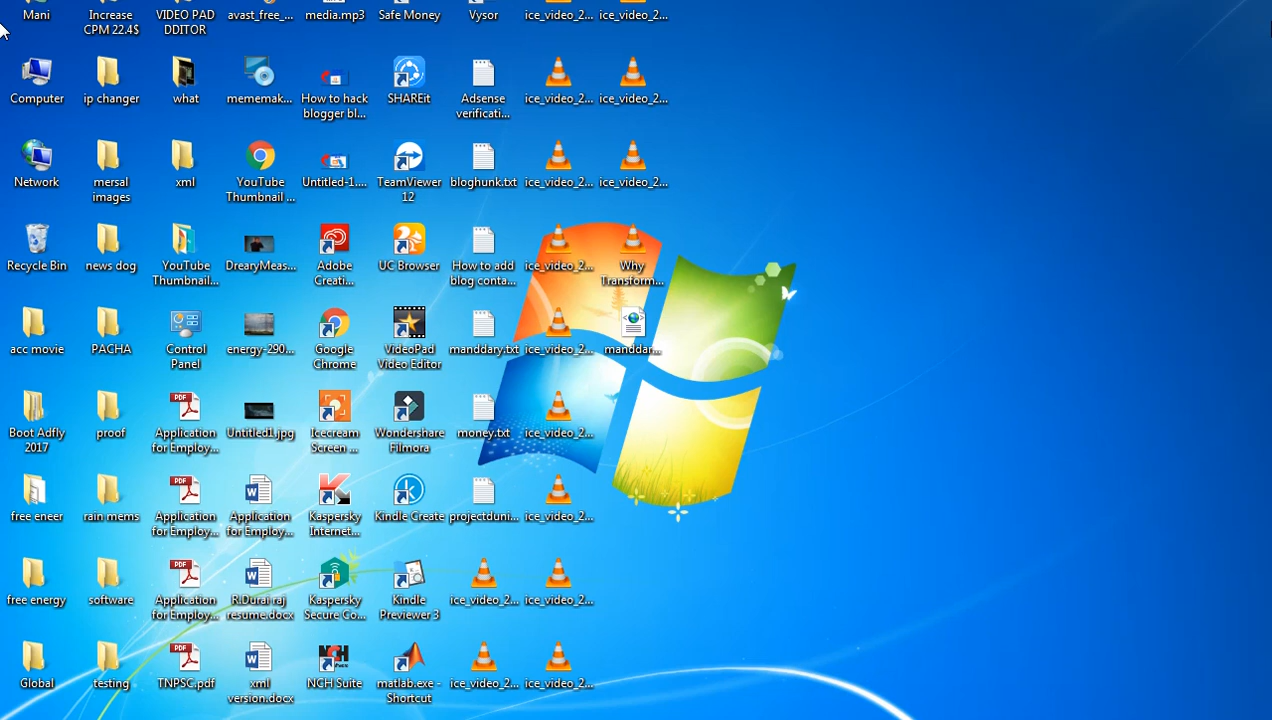 Mani
Increase
CPM 22.4$
VIDEO PAD
DDITOR
avast_free_...
media.mp3
Safe Money
Vysor
ice_video_2...
ice_video_2...
Computer
ip changer
what
mememak...
How to hack
blogger bl...
SHAREit
Adsense
verificati...
ice_video_2...
ice_video_2...
Network
mersal
images
xml
YouTube
Thumbnail ...
Untitled-1....
TeamViewer
12
bloghunk.txt
ice_video_2...
ice_video_2...
Recycle Bin
news dog
YouTube
Thumbnail...
DrearyMeas...
Adobe
Creati...
UC Browser
How to add
blog conta...
ice_video_2...
Why
Transform...
acc movie
PACHA
Control
Panel
energy-290...
Google
Chrome
VideoPad
Video Editor
manddary.txt
ice_video_2...
manddar...
Boot Adfly
2017
proof
PDF
Application
for Employ...
Untitled1.jpg
Icecream
Screen ...
Wondershare
Filmora
money.txt
ice_video_2...
free eneer
rain mems
PDF
Application
for Employ...
Application
for Employ...
Kaspersky
Internet...
Kindle Create
projectduni...
ice_video_2...
free energy
software
PDF
Application
for Employ...
R.Durai raj
resume.docx
Kaspersky
Secure Co...
Kindle
Previewer 3
ice_video_2...
ice_video_2...
Global
testing
PDF
TNPSC.pdf
xml
version.docx
NCH
NCH Suite
matlab.exe -
Shortcut
ice_video_2...
ice_video_2...